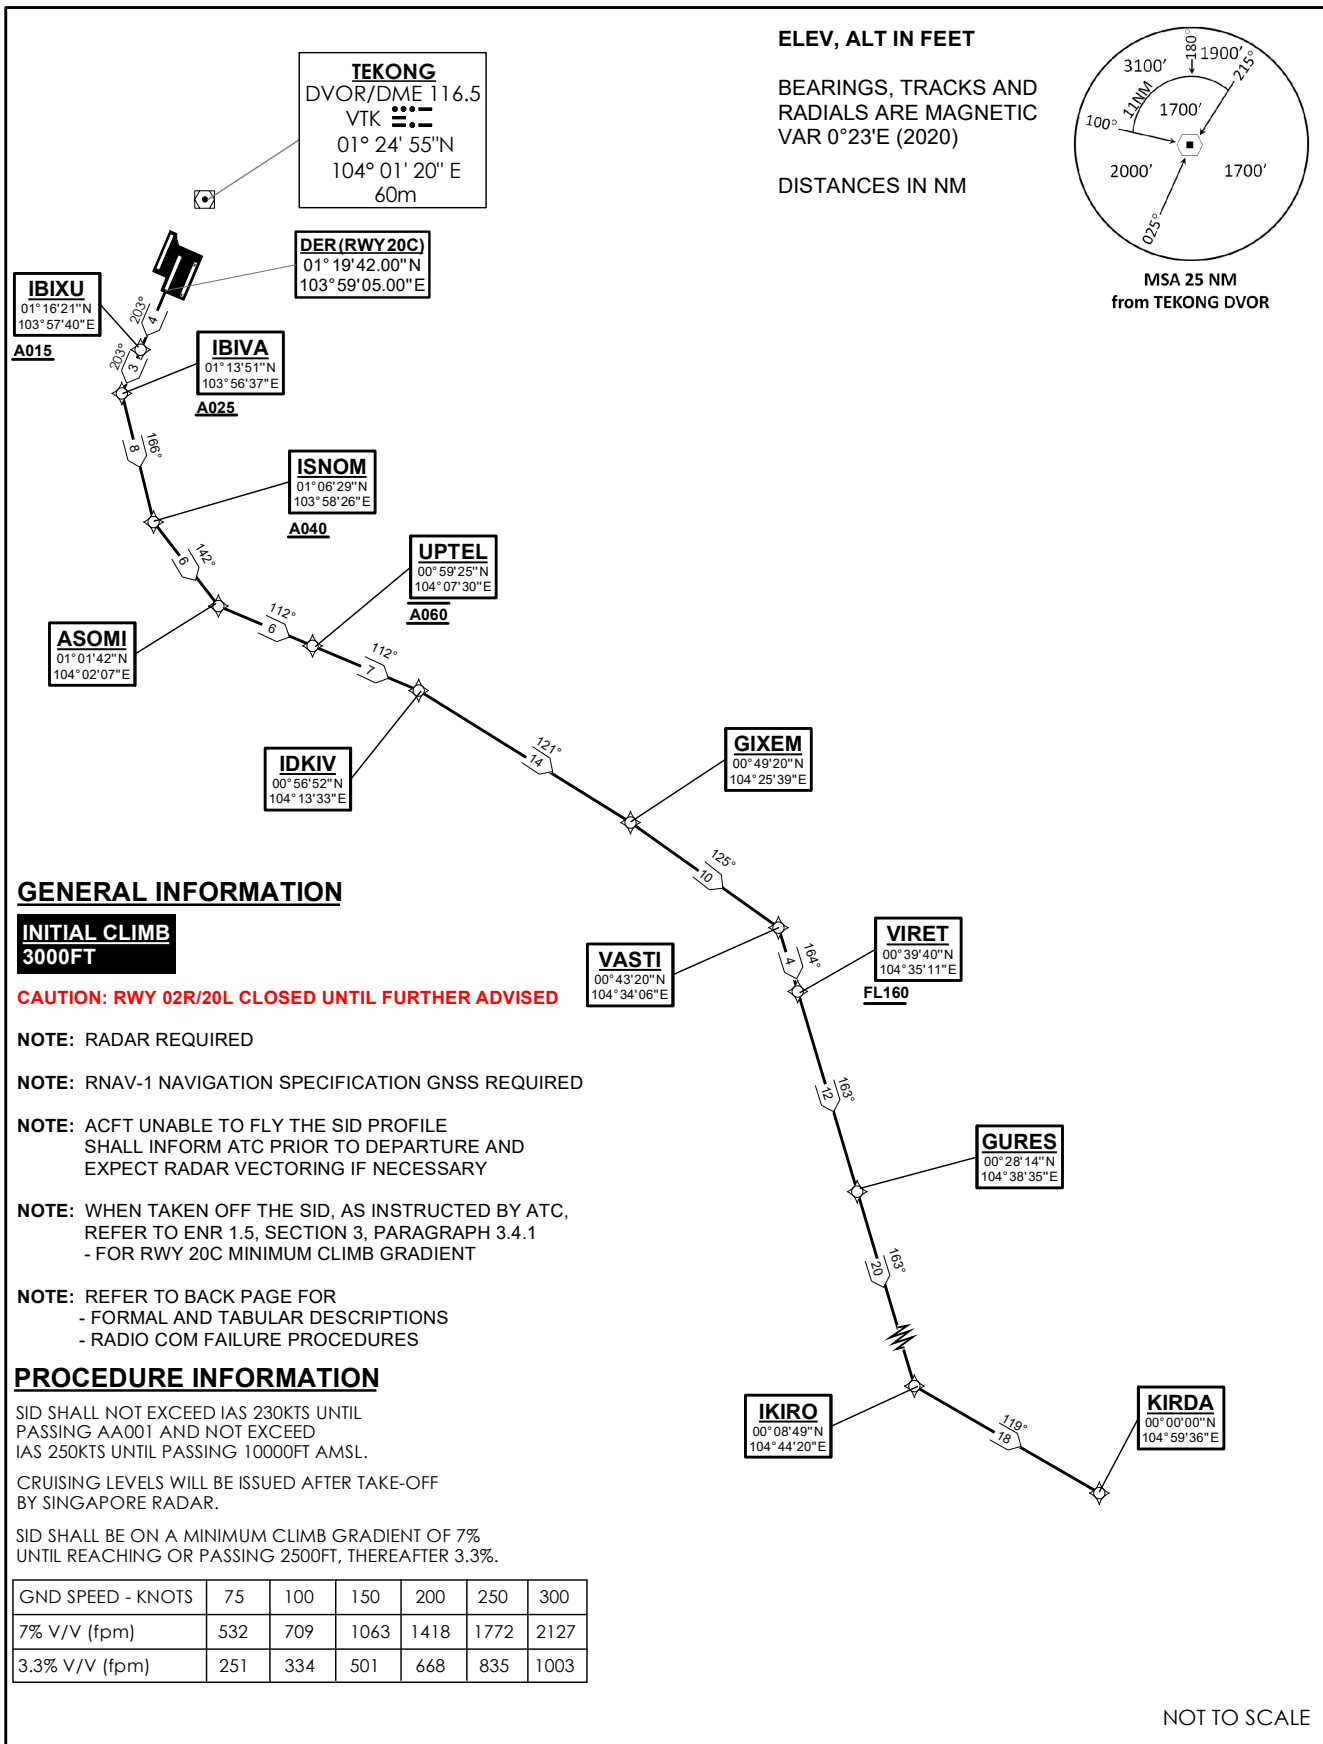 ELEV, ALT IN FEET
BEARINGS, TRACKS AND
RADIALS ARE MAGNETIC
VAR 0°23'E (2020)
DISTANCES IN NM
3100'
180°
1900'
215°
11NM
1700'
100°
2000'
1700'
025°
MSA 25 NM
from TEKONG DVOR
TEKONG
DVOR/DME 116.5
VTK
01° 24' 55"N
104° 01' 20" E
60m
DER(RWY20C)
01°19'42.00"N
103°59'05.00"E
IBIXU
01°16'21"N
103°57'40"E
A015
203°
4
203°
3
IBIVA
01°13'51"N
103°56'37"E
A025
166°
8
ISNOM
01°06'29"N
103°58'26"E
A040
142°
6
UPTEL
00°59'25"N
104°07'30"E
A060
ASOMI
01°01'42"N
104°02'07"E
112°
6
112°
7
IDKIV
00°56'52"N
104°13'33"E
121°
14
GIXEM
00°49'20"N
104°25'39"E
125°
10
VASTI
00°43'20"N
104°34'06"E
164°
4
VIRET
00°39'40"N
104°35'11"E
FL160
163°
12
GURES
00°28'14"N
104°38'35"E
163°
20
IKIRO
00°08'49"N
104°44'20"E
119°
18
KIRDA
00°00'00"N
104°59'36"E
GENERAL INFORMATION
INITIAL CLIMB
3000FT
CAUTION: RWY 02R/20L CLOSED UNTIL FURTHER ADVISED
NOTE: RADAR REQUIRED
NOTE: RNAV-1 NAVIGATION SPECIFICATION GNSS REQUIRED
NOTE: ACFT UNABLE TO FLY THE SID PROFILE
SHALL INFORM ATC PRIOR TO DEPARTURE AND
EXPECT RADAR VECTORING IF NECESSARY
NOTE: WHEN TAKEN OFF THE SID, AS INSTRUCTED BY ATC,
REFER TO ENR 1.5, SECTION 3, PARAGRAPH 3.4.1
- FOR RWY 20C MINIMUM CLIMB GRADIENT
NOTE: REFER TO BACK PAGE FOR
- FORMAL AND TABULAR DESCRIPTIONS
- RADIO COM FAILURE PROCEDURES
PROCEDURE INFORMATION
SID SHALL NOT EXCEED IAS 230KTS UNTIL
PASSING AA001 AND NOT EXCEED
IAS 250KTS UNTIL PASSING 10000FT AMSL.
CRUISING LEVELS WILL BE ISSUED AFTER TAKE-OFF
BY SINGAPORE RADAR.
SID SHALL BE ON A MINIMUM CLIMB GRADIENT OF 7%
UNTIL REACHING OR PASSING 2500FT, THEREAFTER 3.3%.
GND SPEED - KNOTS 75 100 150 200 250 300
7% V/V (fpm) 532 709 1063 1418 1772 2127
3.3% V/V (fpm) 251 334 501 668 835 1003
NOT TO SCALE